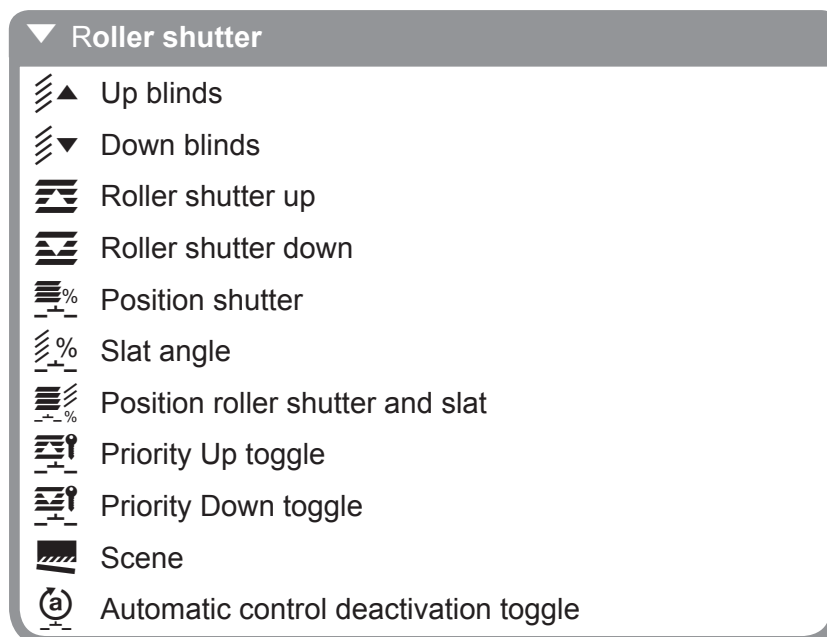 Roller shutter
Up blinds
Down blinds
Roller shutter up
Roller shutter down
% Position shutter
% Slat angle
% Position roller shutter and slat
Priority Up toggle
Priority Down toggle
Scene
a Automatic control deactivation toggle